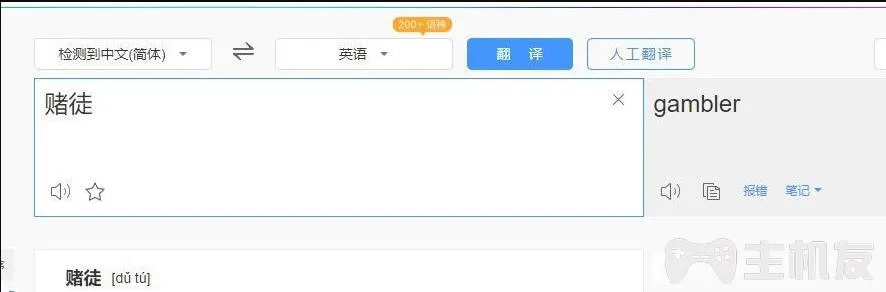 200+ 语种
检测到中文(简体) 英语 翻 译 人工翻译
赌徒 gambler
报错 笔记
主机友
赌徒 [dǔ tú]